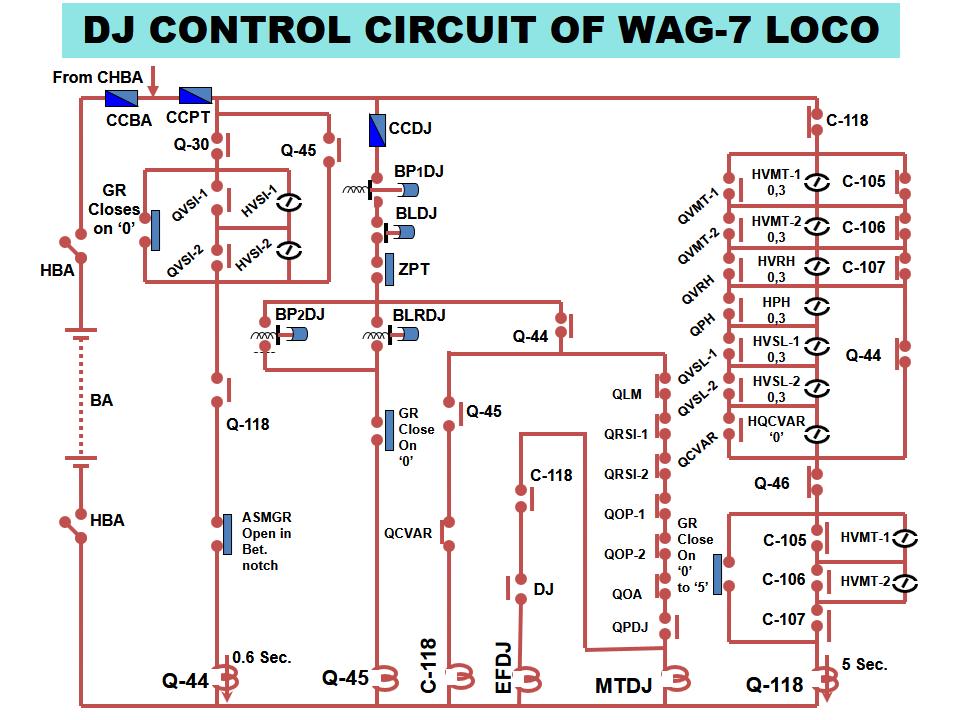 DJ CONTROL CIRCUIT OF WAG-7 LOCO
From CHBA
CCBA
CCPT
Q-30
Q-45
CCDJ
C-118
GR
Closes
on ‘0’
QVSI-1
HVSI-1
QVSI-2
HVSI-2
BP1DJ
BLDJ
ZPT
HBA
BP2DJ
BLRDJ
Q-44
QVMT-1
HVMT-1
0,3
C-105
QVMT-2
HVMT-2
0,3
C-106
QVRH
HVRH
0,3
C-107
QPH
HPH
0,3
QVSL-1
HVSL-1
0,3
Q-44
QVSL-2
HVSL-2
0,3
QCVAR
HQCVAR
‘0’
BA
Q-118
GR
Close
On
‘0’
Q-45
QLM
QRSI-1
QRSI-2
QOP-1
QOP-2
QOA
QPDJ
C-118
Q-46
HBA
ASMGR
Open in
Bet.
notch
QCVAR
DJ
GR
Close
On
‘0’
to ‘5’
C-105
HVMT-1
C-106
HVMT-2
C-107
0.6 Sec.
Q-44
Q-45
C-118
EFDJ
MTDJ
Q-118
5 Sec.